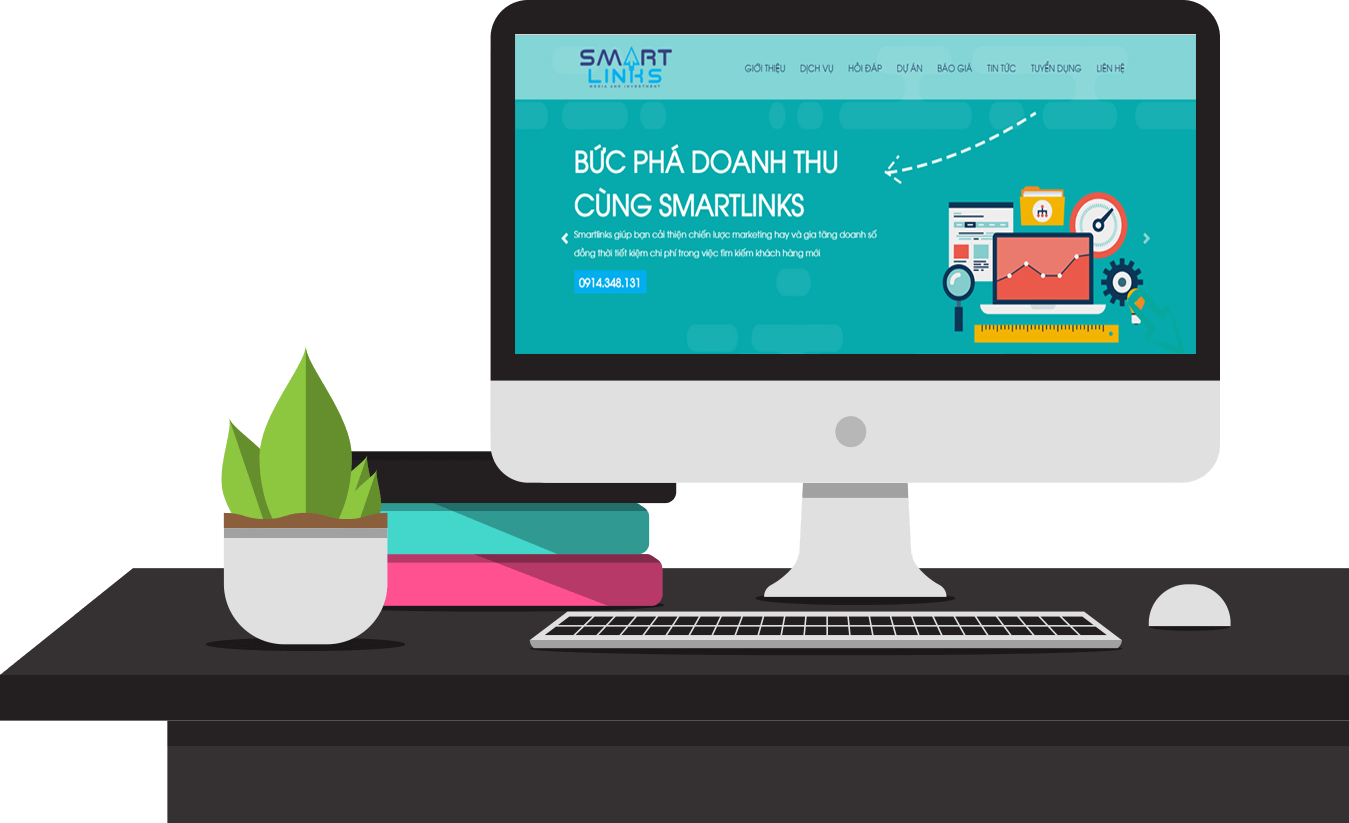 SMART
LINKS
MEDIA AND INVESTMENT
GIỚI THIỆU DỊCH VỤ HỎI ĐÁP DỰ ÁN BÁO GIÁ TIN TỨC TUYỂN DỤNG LIÊN HỆ
BỨC PHÁ DOANH THU
CÙNG SMARTLINKS
Smartlinks giúp bạn cải thiện chiến lược marketing hay và gia tăng doanh số
đồng thời tiết kiệm chi phí trong việc tìm kiếm khách hàng mới
0914.348.131